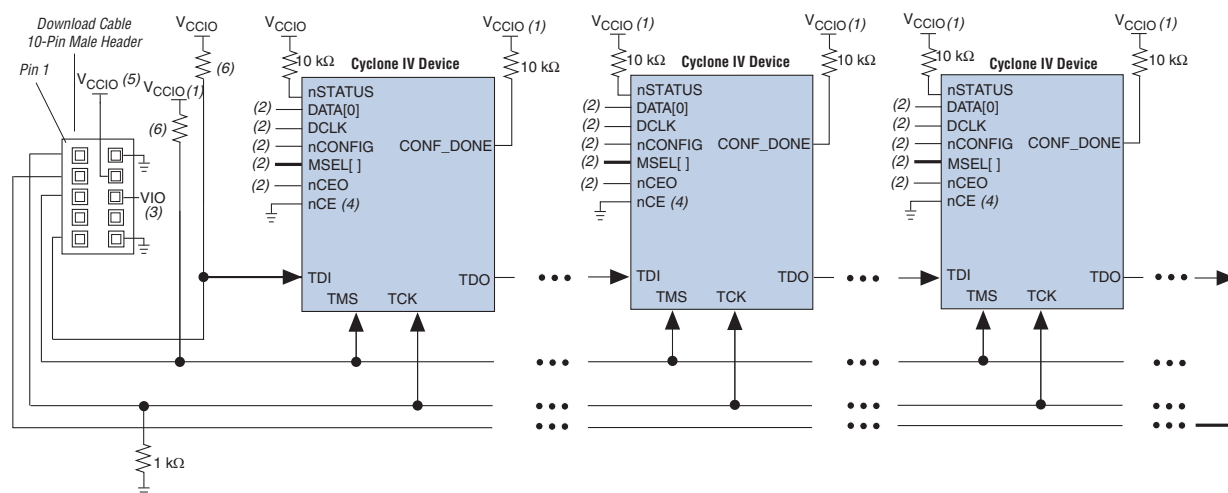 Download Cable
10-Pin Male Header
Pin 1
VCCIO (5)
VCCIO (1)
(6)
VCCIO
(6)
VIO
(3)
1 kΩ
VCCIO
10 kΩ
VCCIO (1)
10 kΩ
Cyclone IV Device
nSTATUS
(2) DATA[0]
(2) DCLK
(2) nCONFIG
CONF_DONE
(2) MSEL[ ]
(2) nCEO
nCE (4)
TDI
TDO
TMS
TCK
VCCIO (1)
10 kΩ
VCCIO (1)
10 kΩ
Cyclone IV Device
nSTATUS
(2) DATA[0]
(2) DCLK
(2) nCONFIG
CONF_DONE
(2) MSEL[ ]
(2) nCEO
nCE (4)
TDI
TDO
TMS
TCK
VCCIO (1)
10 kΩ
VCCIO (1)
10 kΩ
Cyclone IV Device
nSTATUS
(2) DATA[0]
(2) DCLK
(2) nCONFIG
CONF_DONE
(2) MSEL[ ]
(2) nCEO
nCE (4)
TDI
TDO
TMS
TCK